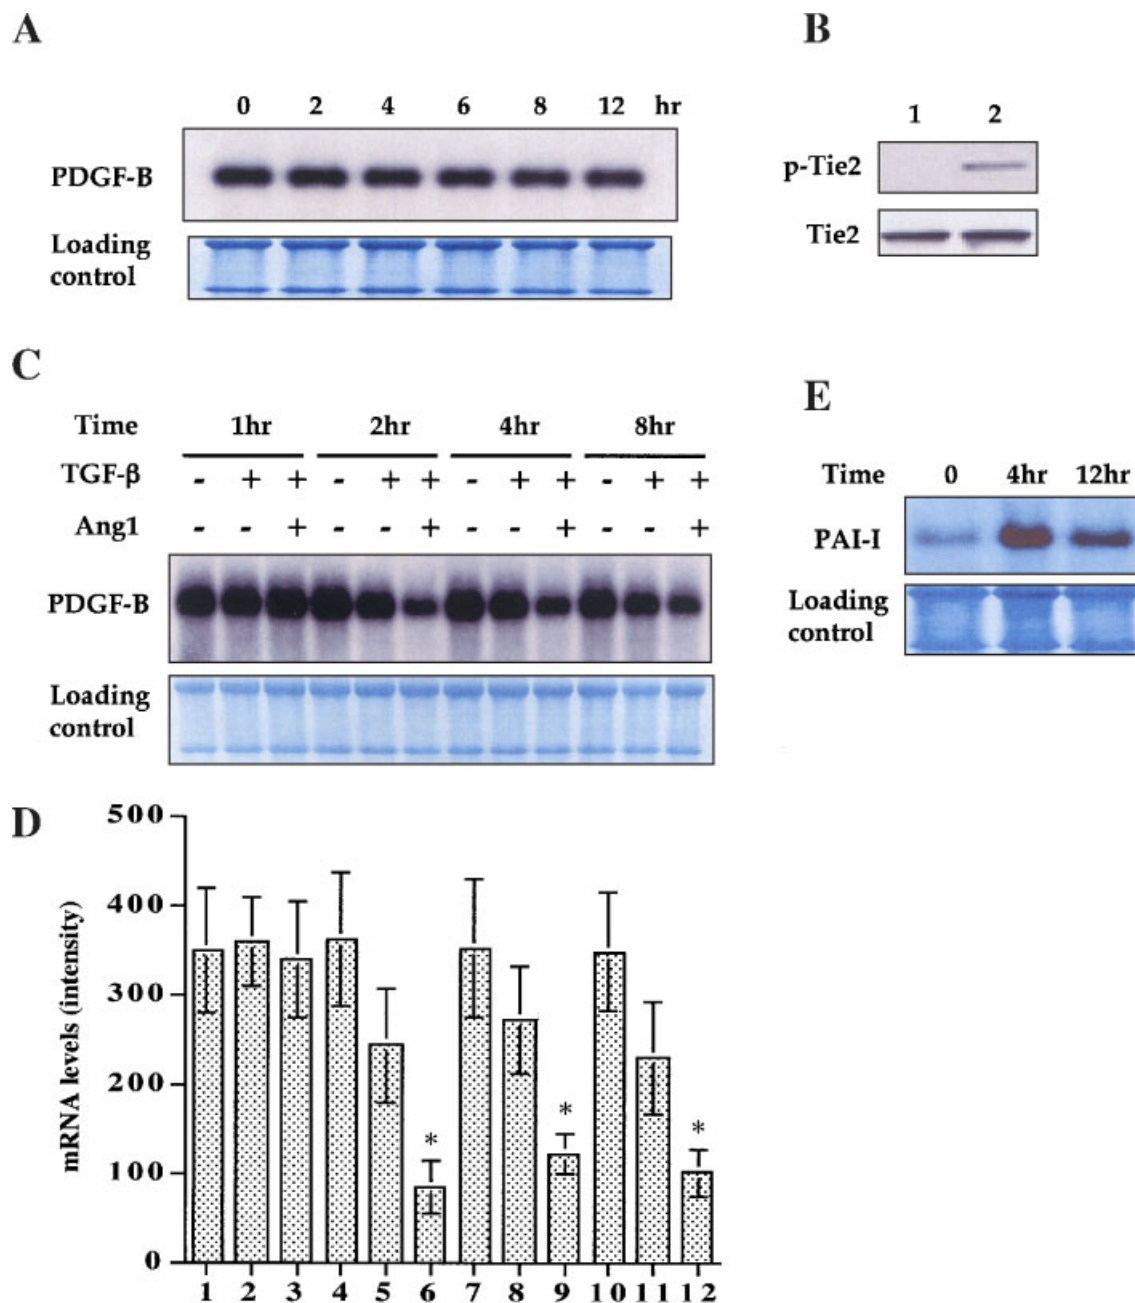 A
B
0 2 4 6 8 12 hr
1 2
PDGF-B
p-Tie2
Loading
control
Tie2
C
E
Time 1hr 2hr 4hr 8hr
TGF-β - + + - + + - + + - + +
Ang1 - - + - - + - - + - - +
PDGF-B
Loading
control
Time 0 4hr 12hr
PAI-I
Loading
control
D
mRNA levels (intensity)
500
400
300
200
100
0
* * *
1 2 3 4 5 6 7 8 9 10 11 12